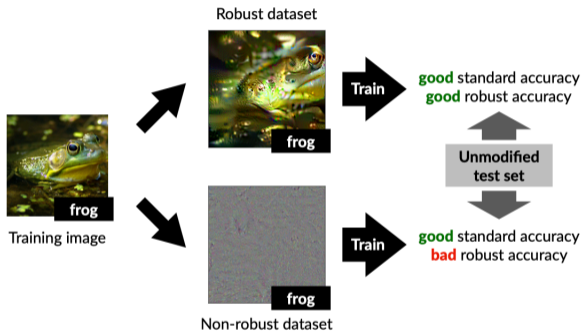 Robust dataset
frog
Train
good standard accuracy
good robust accuracy
Unmodified
test set
frog
Training image
frog
Non-robust dataset
Train
good standard accuracy
bad robust accuracy